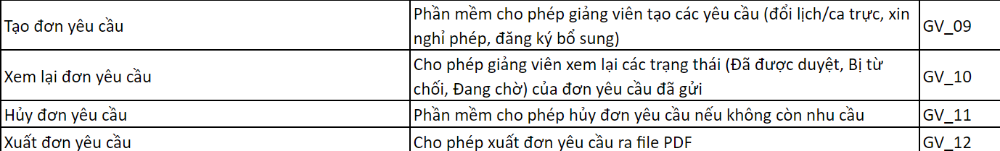 Tạo đơn yêu cầu
Phần mềm cho phép giảng viên tạo các yêu cầu (đổi lịch/ca trực, xin
nghỉ phép, đăng ký bổ sung)
GV_09
Xem lại đơn yêu cầu
Cho phép giảng viên xem lại các trạng thái (Đã được duyệt, Bị từ
chối, Đang chờ) của đơn yêu cầu đã gửi
GV_10
Hủy đơn yêu cầu
Phần mềm cho phép hủy đơn yêu cầu nếu không còn nhu cầu
GV_11
Xuất đơn yêu cầu
Cho phép xuất đơn yêu cầu ra file PDF
GV_12